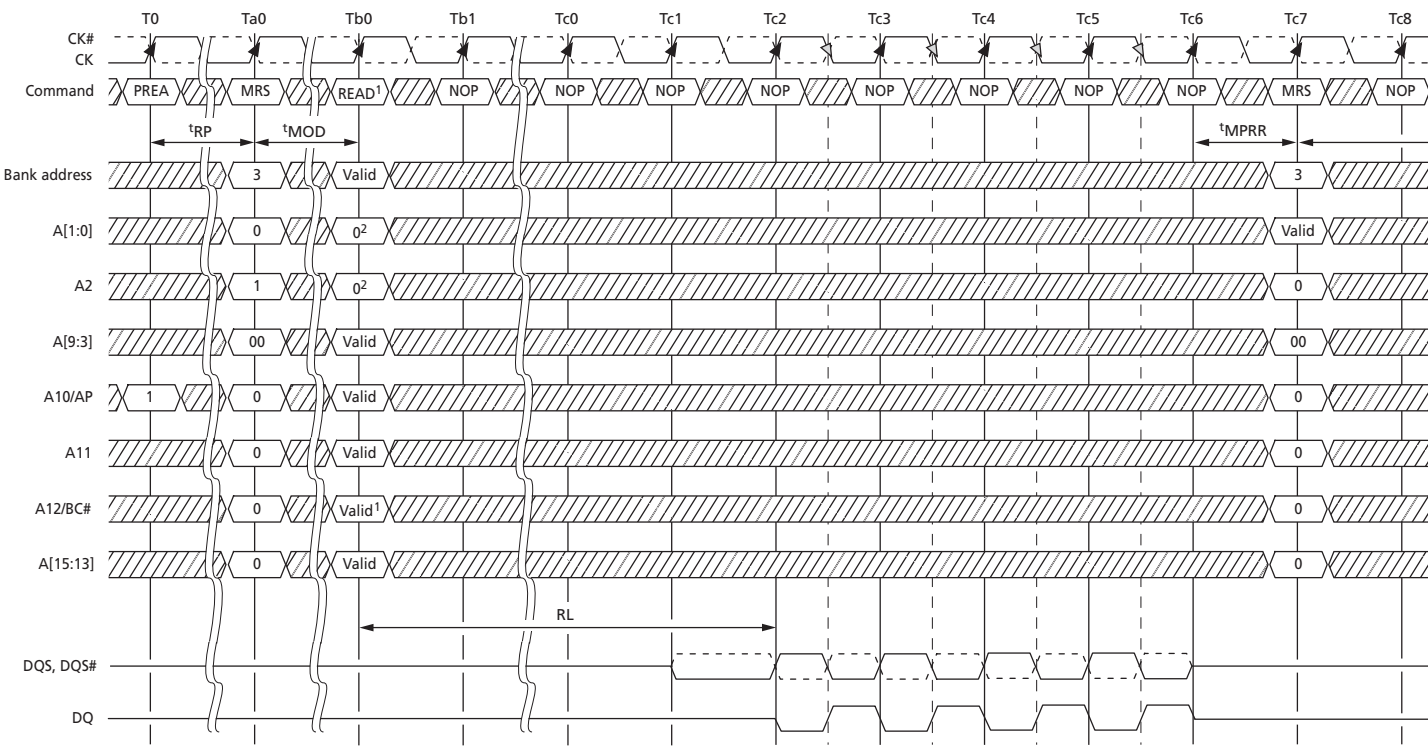 T0 Ta0 Tb0 Tb1 Tc0 Tc1 Tc2 Tc3 Tc4 Tc5 Tc6 Tc7 Tc8
CK#
CK
Command PREA MRS READ1 NOP NOP NOP NOP NOP NOP NOP NOP MRS NOP
tRP tMOD tMPRR
Bank address 3 Valid 3
A[1:0] 0 02 Valid
A2 1 02 0
A[9:3] 00 Valid 00
A10/AP 1 0 Valid 0
A11 0 Valid 0
A12/BC# 0 Valid1 0
A[15:13] 0 Valid 0
RL
DQS, DQS#
DQ